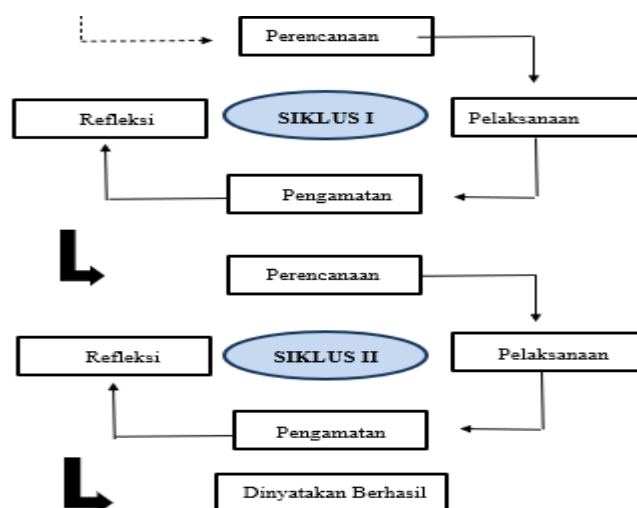 Perencanaan
Refleksi
SIKLUS I
Pelaksanaan
Pengamatan
Perencanaan
Refleksi
SIKLUS II
Pelaksanaan
Pengamatan
Dinyatakan Berhasil